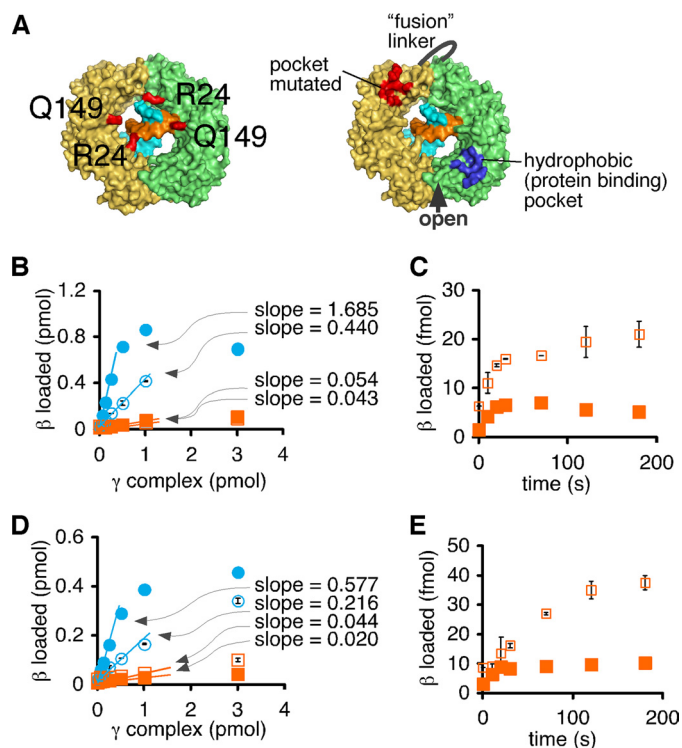 A
Q149
R24
Q149
R24
"fusion"
linker
pocket
mutated
hydrophobic
(protein binding)
pocket
open
B
β loaded (pmol)
1.2
0.8
0.4
0
0 1 2 3 4
γ complex (pmol)
slope = 1.685
slope = 0.440
slope = 0.054
slope = 0.043
C
β loaded (fmol)
30
20
10
0
0 100 200
time (s)
D
β loaded (pmol)
0.6
0.4
0.2
0
0 1 2 3 4
γ complex (pmol)
slope = 0.577
slope = 0.216
slope = 0.044
slope = 0.020
E
β loaded (fmol)
50
40
30
20
10
0
0 100 200
time (s)